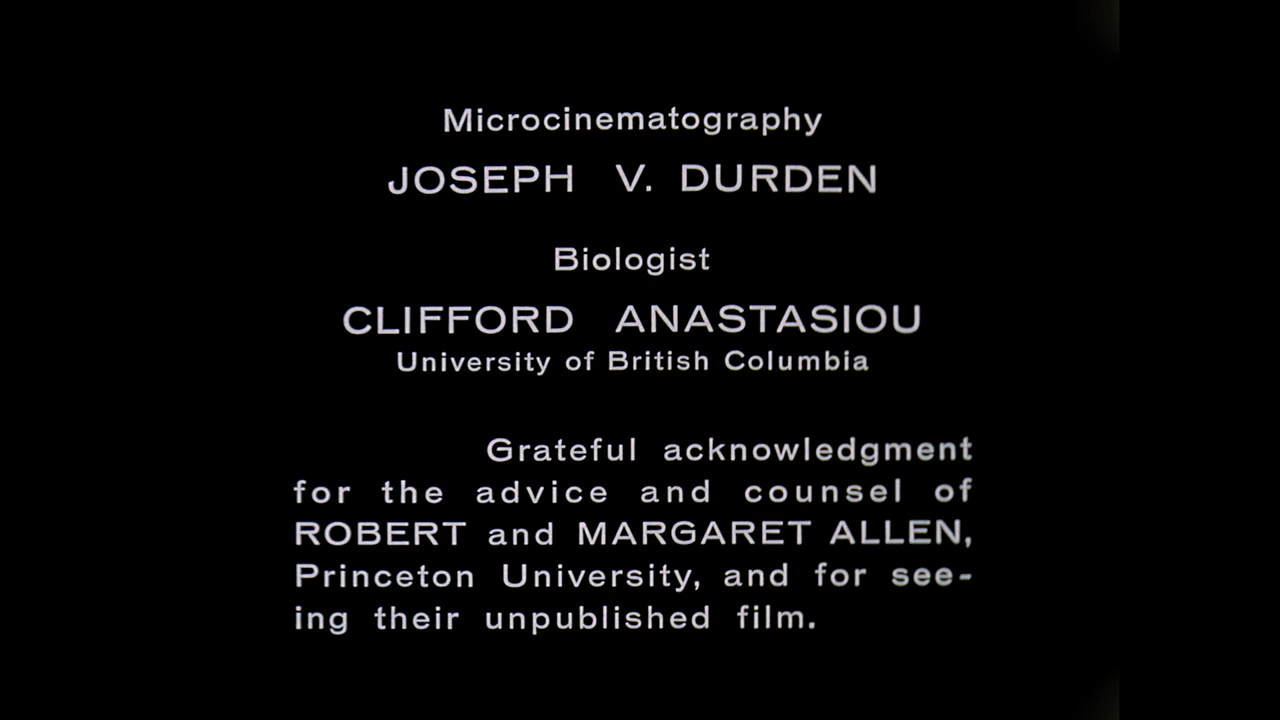 Microcinematography
JOSEPH V. DURDEN
Biologist
CLIFFORD ANASTASIOU
University of British Columbia
Grateful acknowledgment
for the advice and counsel of
ROBERT and MARGARET ALLEN,
Princeton University, and for see-
ing their unpublished film.